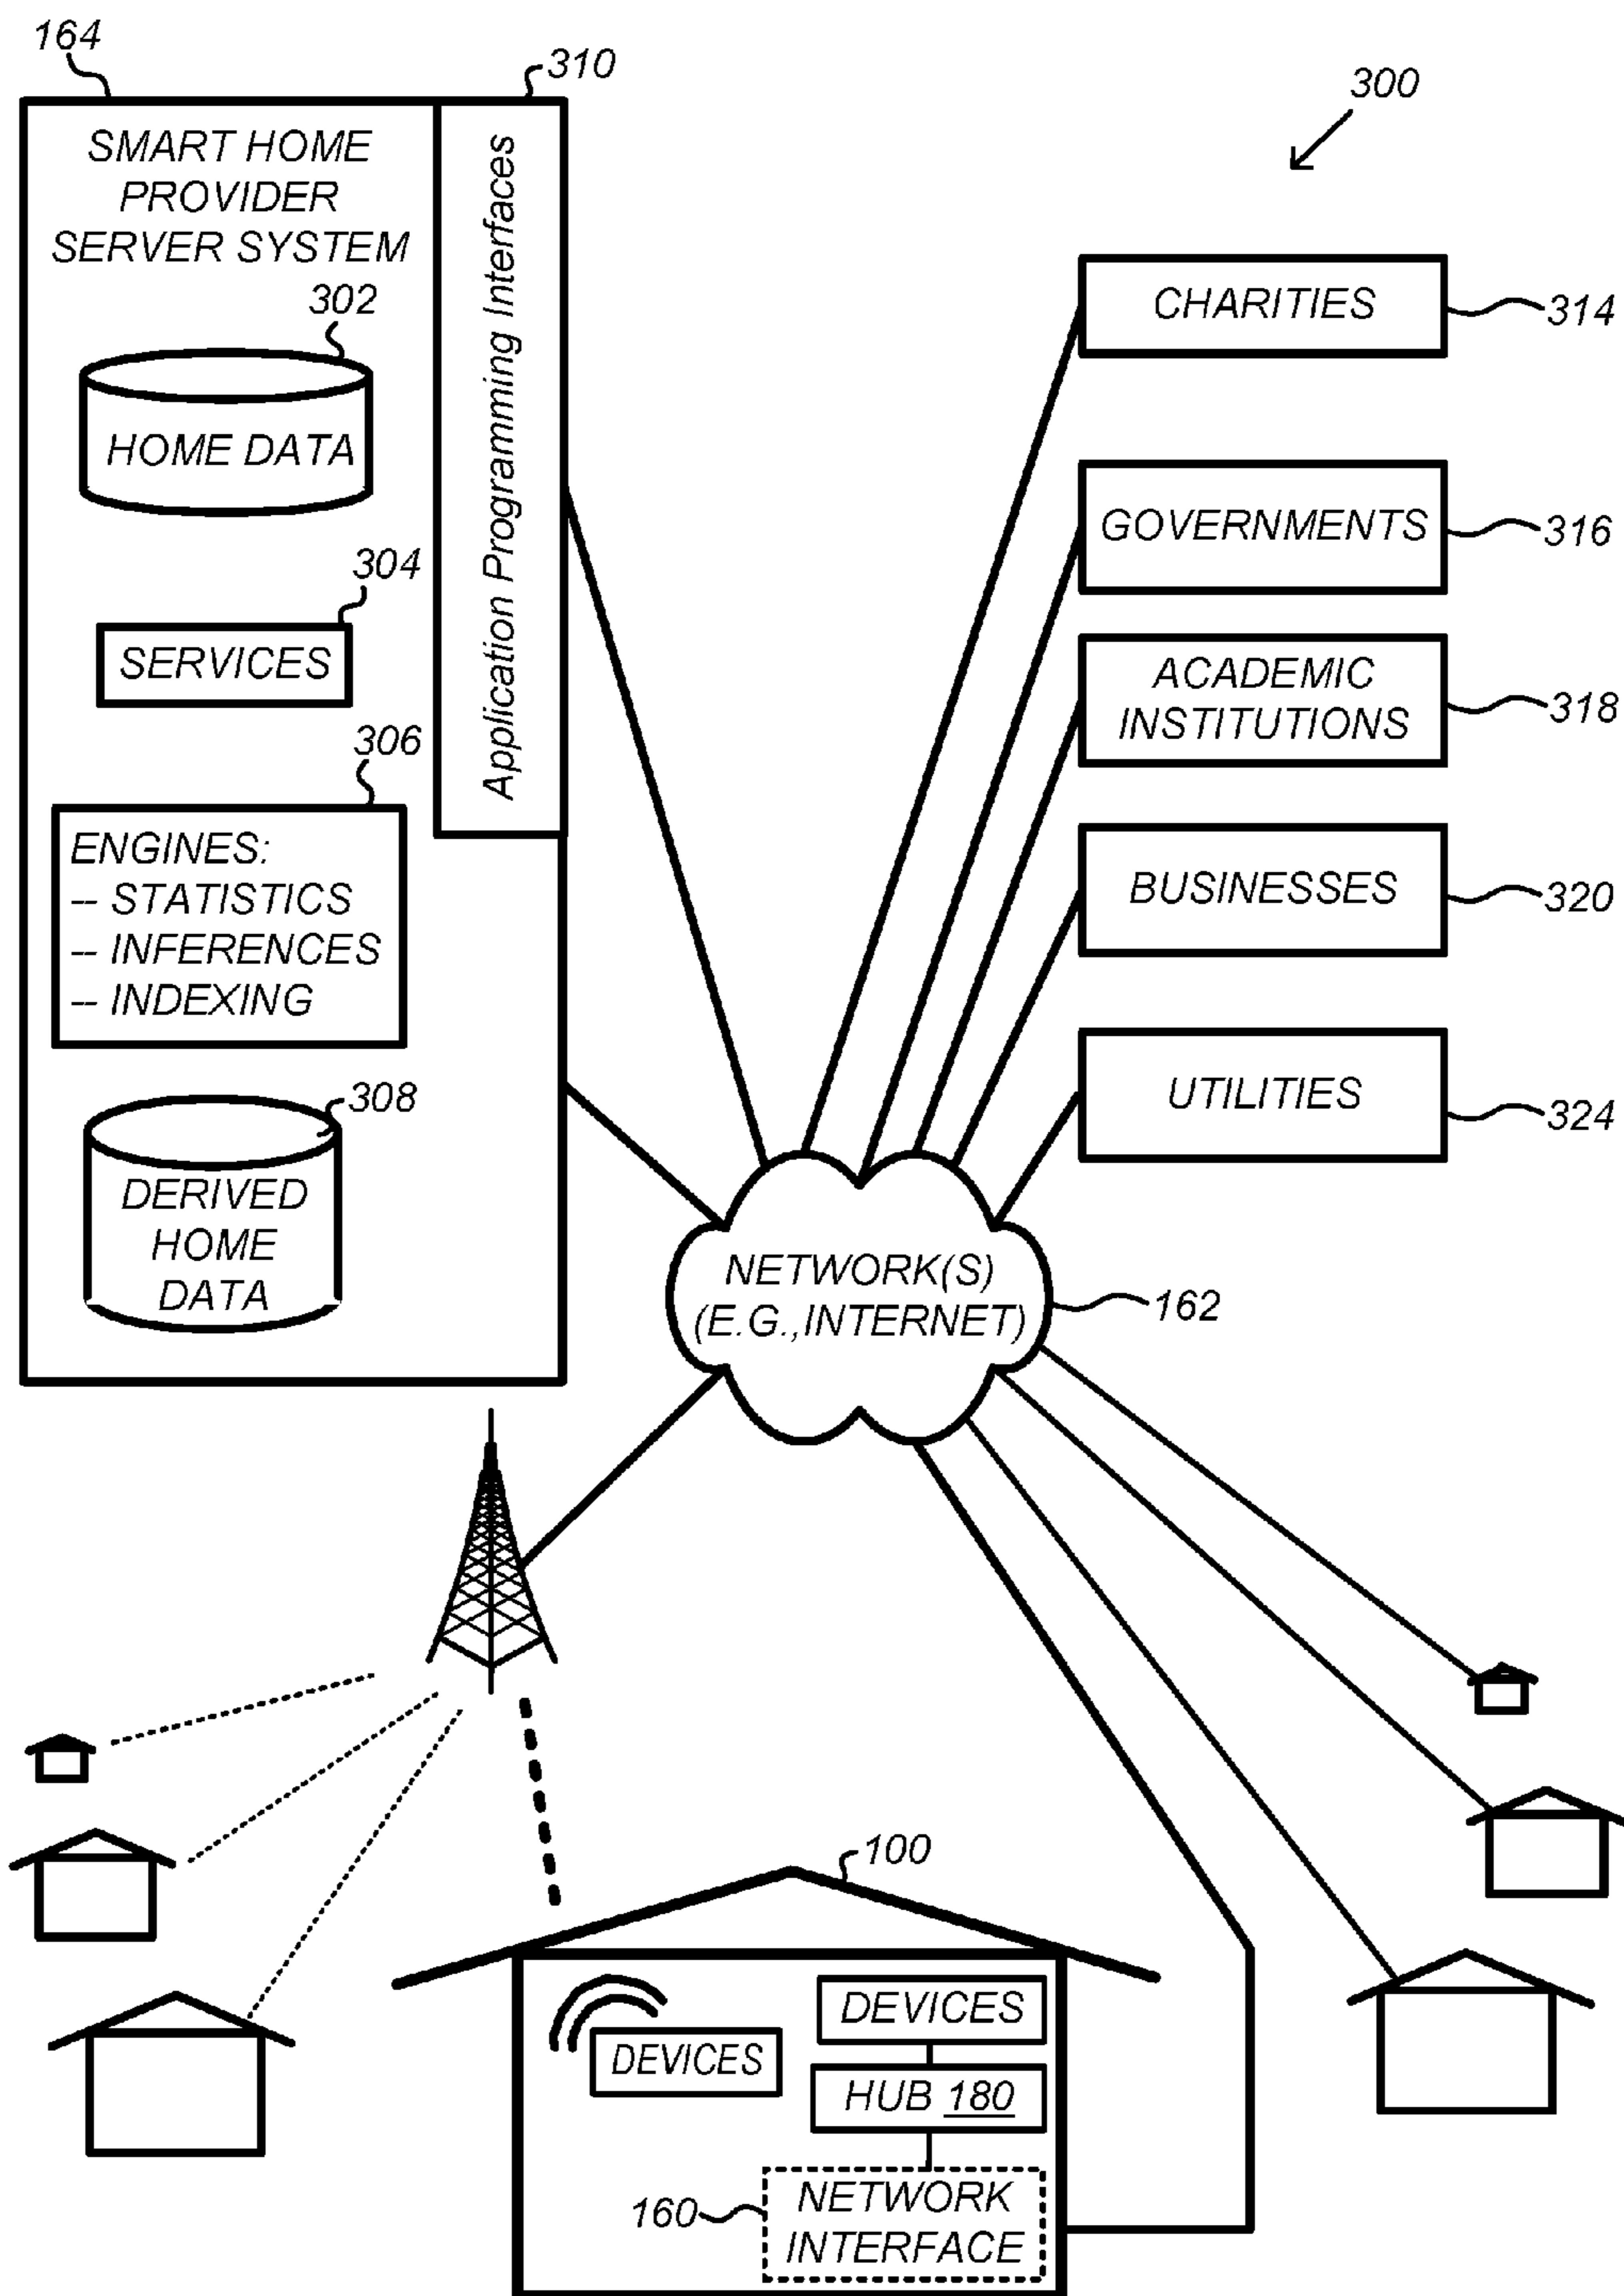 164
310
300
SMART HOME
PROVIDER
SERVER SYSTEM
Application Programming Interfaces
302
HOME DATA
304
SERVICES
306
ENGINES:
-- STATISTICS
-- INFERENCES
-- INDEXING
308
DERIVED
HOME
DATA
CHARITIES
314
GOVERNMENTS
316
ACADEMIC
INSTITUTIONS
318
BUSINESSES
320
UTILITIES
324
NETWORK(S)
(E.G.,INTERNET)
162
100
DEVICES
DEVICES
HUB 180
160
NETWORK
INTERFACE